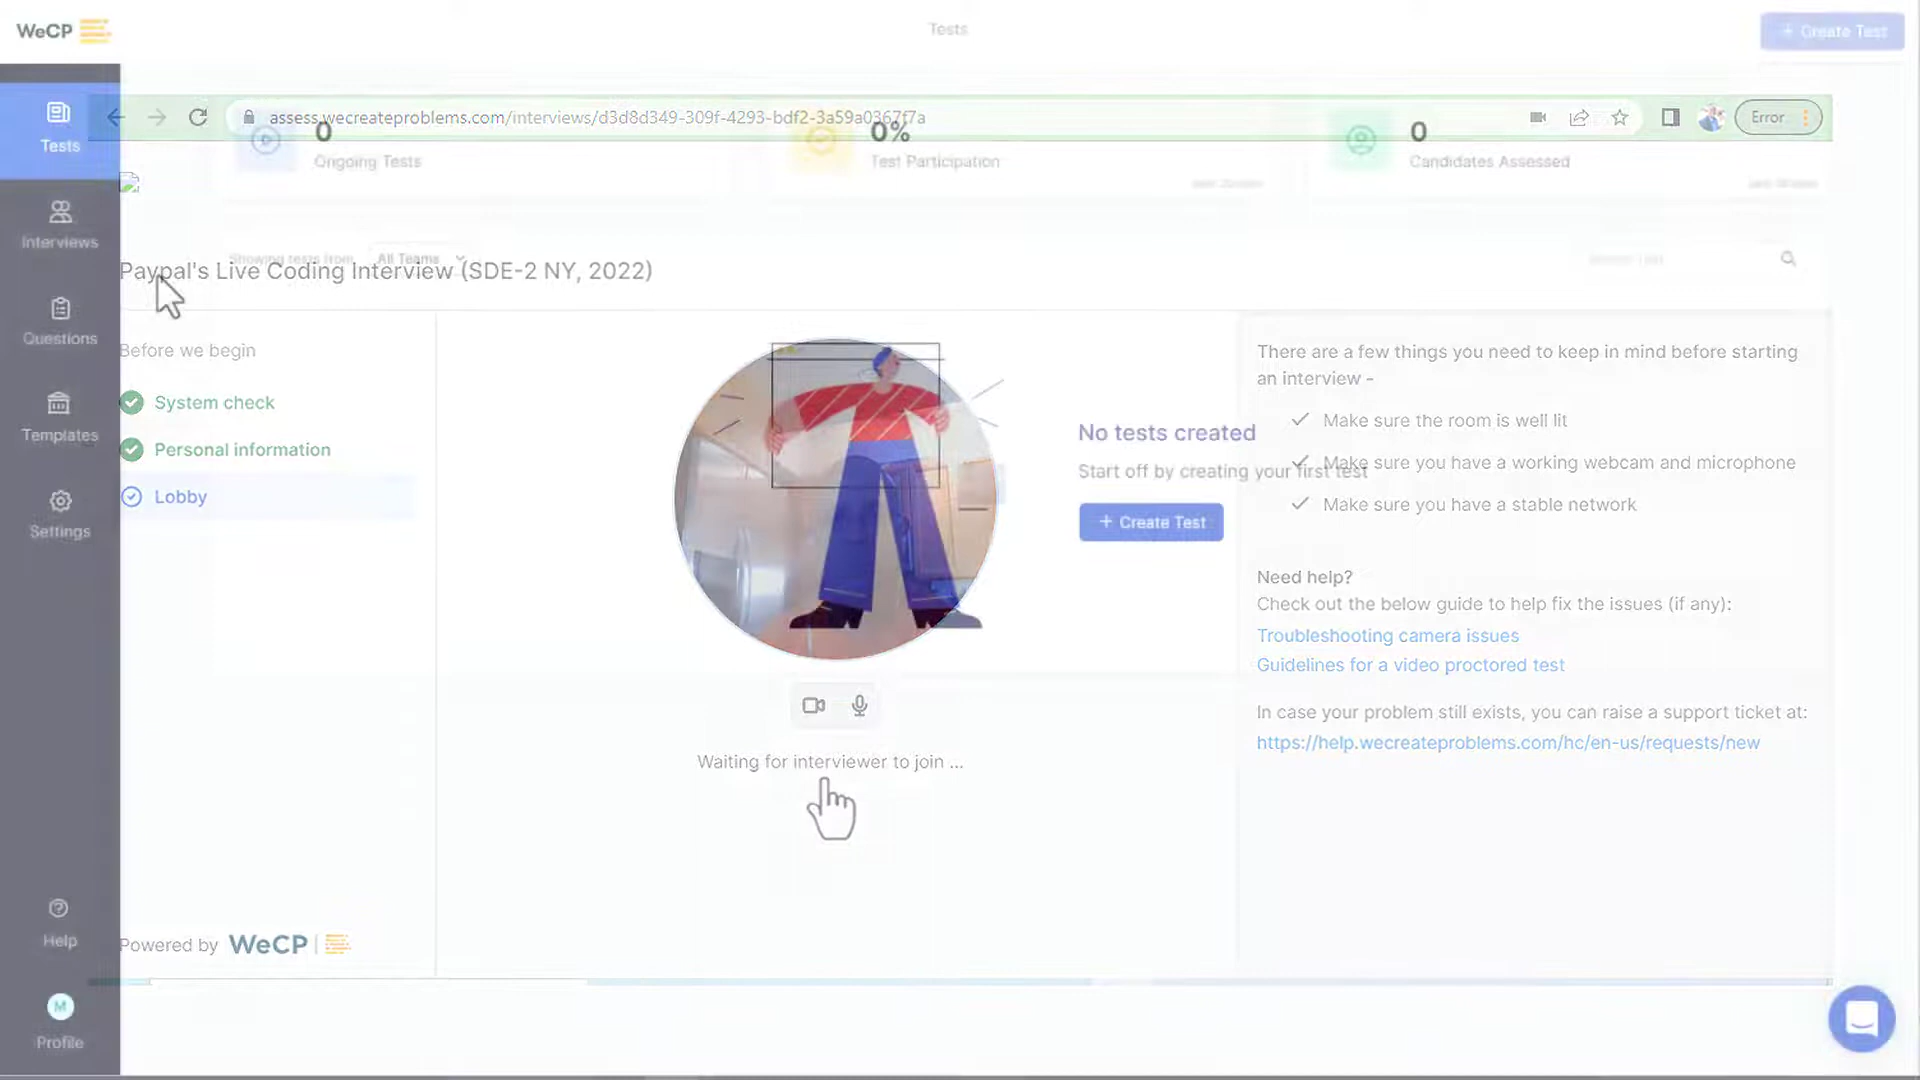 WeCP
Tests
+ Create Test
Tests
assess.wecreateproblems.com/interviews/d3d8d349-309f-4293-bdf2-3a59a0367f7a
Error
0
Ongoing Tests
0%
Test Participation
0
Candidates Assessed
Interviews
Showing tests from
All Teams
Paypal's Live Coding Interview (SDE-2 NY, 2022)
Questions
Before we begin
System check
Personal information
Lobby
Templates
Settings
No tests created
Start off by creating your first test
+ Create Test
There are a few things you need to keep in mind before starting
an interview -
Make sure the room is well lit
Make sure you have a working webcam and microphone
Make sure you have a stable network
Need help?
Check out the below guide to help fix the issues (if any):
Troubleshooting camera issues
Guidelines for a video proctored test
In case your problem still exists, you can raise a support ticket at:
https://help.wecreateproblems.com/hc/en-us/requests/new
Waiting for interviewer to join ...
Help
Powered by WeCP
M
Profile